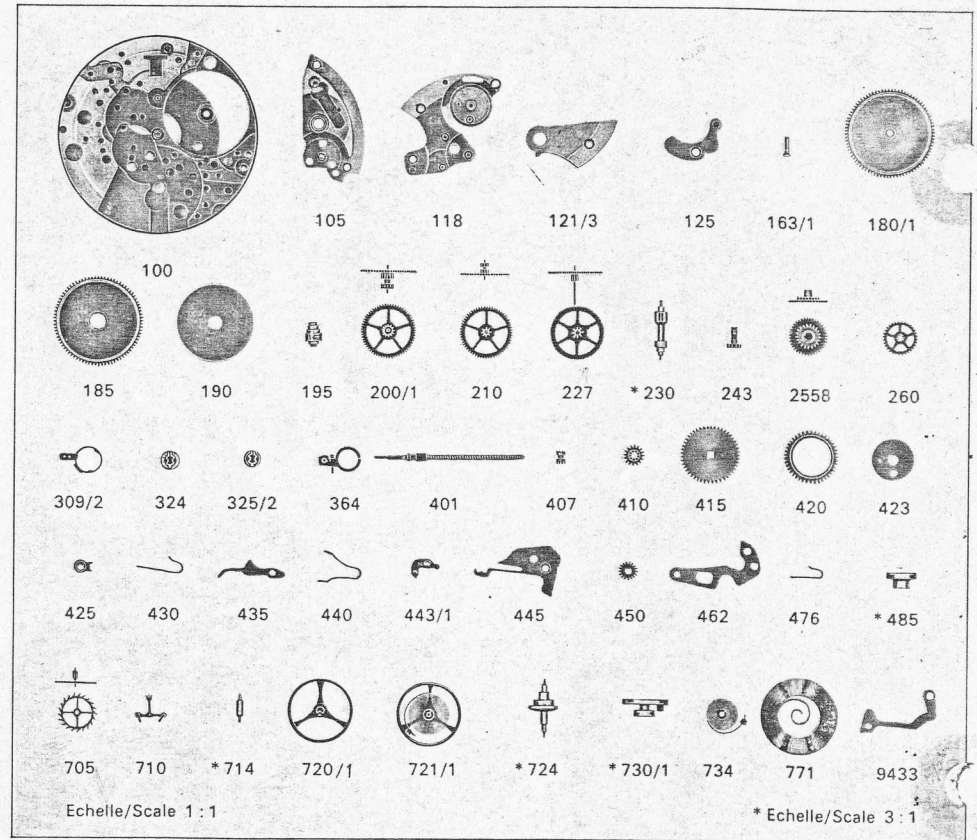 105 118 121/3 125 163/1 180/1
100
185 190 195 200/1 210 227 * 230 243 2558 260
309/2 324 325/2 364 401 407 410 415 420 423
425 430 435 440 443/1 445 450 462 476 * 485
705 710 * 714 720/1 721/1 * 724 * 730/1 734 771 9433
Echelle/Scale 1 : 1 * Echelle/Scale 3 : 1